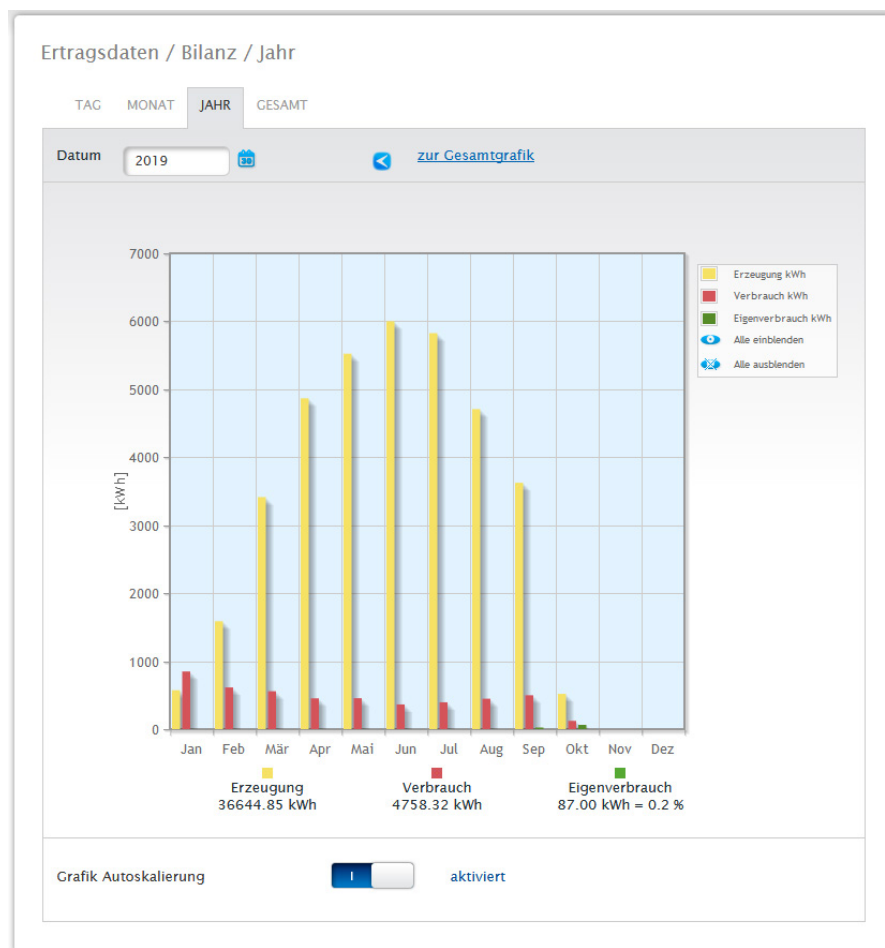 Ertragsdaten / Bilanz / Jahr
TAG MONAT JAHR GESAMT
Datum 2019 30 zur Gesamtgrafik
7000
6000
5000
4000
3000
2000
1000
0
[kWh]
Jan Feb Mär Apr Mai Jun Jul Aug Sep Okt Nov Dez
Erzeugung kWh
Verbrauch kWh
Eigenverbrauch kWh
Alle einblenden
Alle ausblenden
Erzeugung Verbrauch Eigenverbrauch
36644.85 kWh 4758.32 kWh 87.00 kWh = 0.2 %
Grafik Autoskalierung I aktiviert